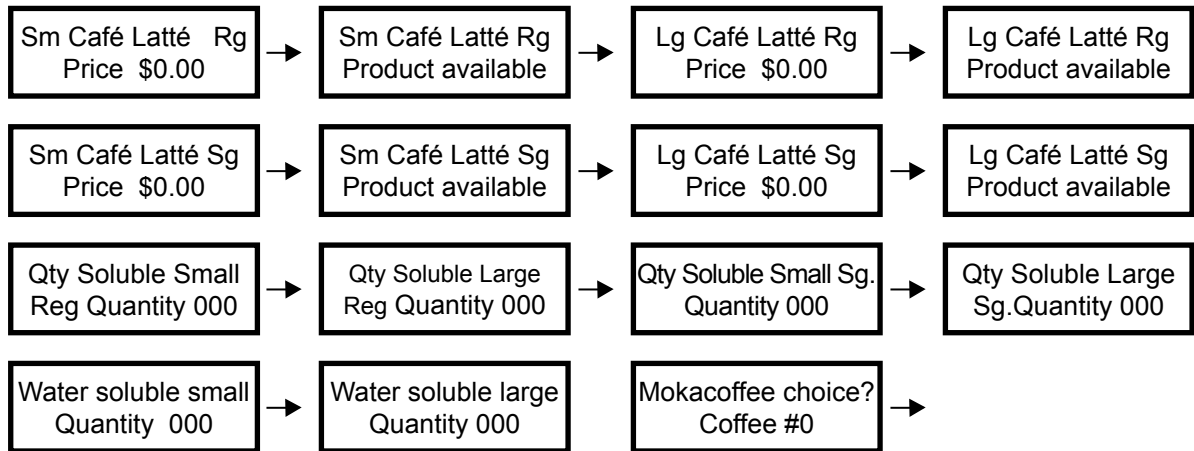 Sm Café Latté Rg
Price $0.00
Sm Café Latté Rg
Product available
Lg Café Latté Rg
Price $0.00
Lg Café Latté Rg
Product available
Sm Café Latté Sg
Price $0.00
Sm Café Latté Sg
Product available
Lg Café Latté Sg
Price $0.00
Lg Café Latté Sg
Product available
Qty Soluble Small
Reg Quantity 000
Qty Soluble Large
Reg Quantity 000
Qty Soluble Small Sg.
Quantity 000
Qty Soluble Large
Sg.Quantity 000
Water soluble small
Quantity 000
Water soluble large
Quantity 000
Mokacoffee choice?
Coffee #0